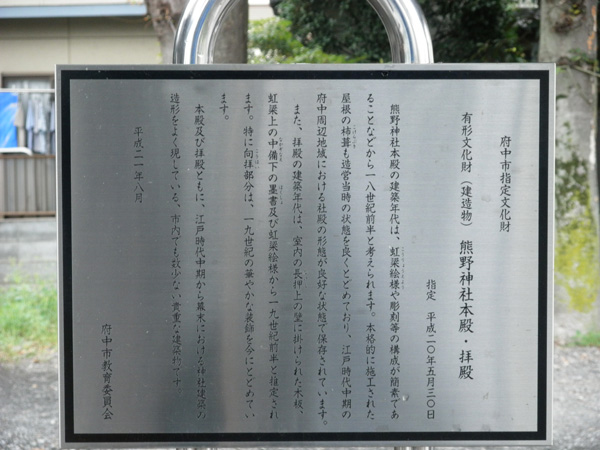 府中市指定文化財
有形文化財（建造物） 熊野神社本殿・拝殿
指定 平成二〇年五月三〇日
熊野神社本殿の建築年代は、虹梁絵様や彫刻等の構成が簡素であ
ることなどから一八世紀前半と考えられます。本格的に施工された
屋根の杮葺も造営当時の状態を良くとどめており、江戸時代中期の
府中周辺地域における社殿の形態が良好な状態で保存されています。
また、拝殿の建築年代は、室内の長押上の壁に掛けられた木板、
虹梁上の中備下の墨書及び虹梁絵様から一九世紀前半と推定され
ます。特に向拝部分は、一九世紀の華やかな装飾を今にとどめてい
ます。
本殿及び拝殿ともに、江戸時代中期から幕末における神社建築の
造形をよく現している、市内でも数少ない貴重な建築物です。
平成二一年八月
府中市教育委員会